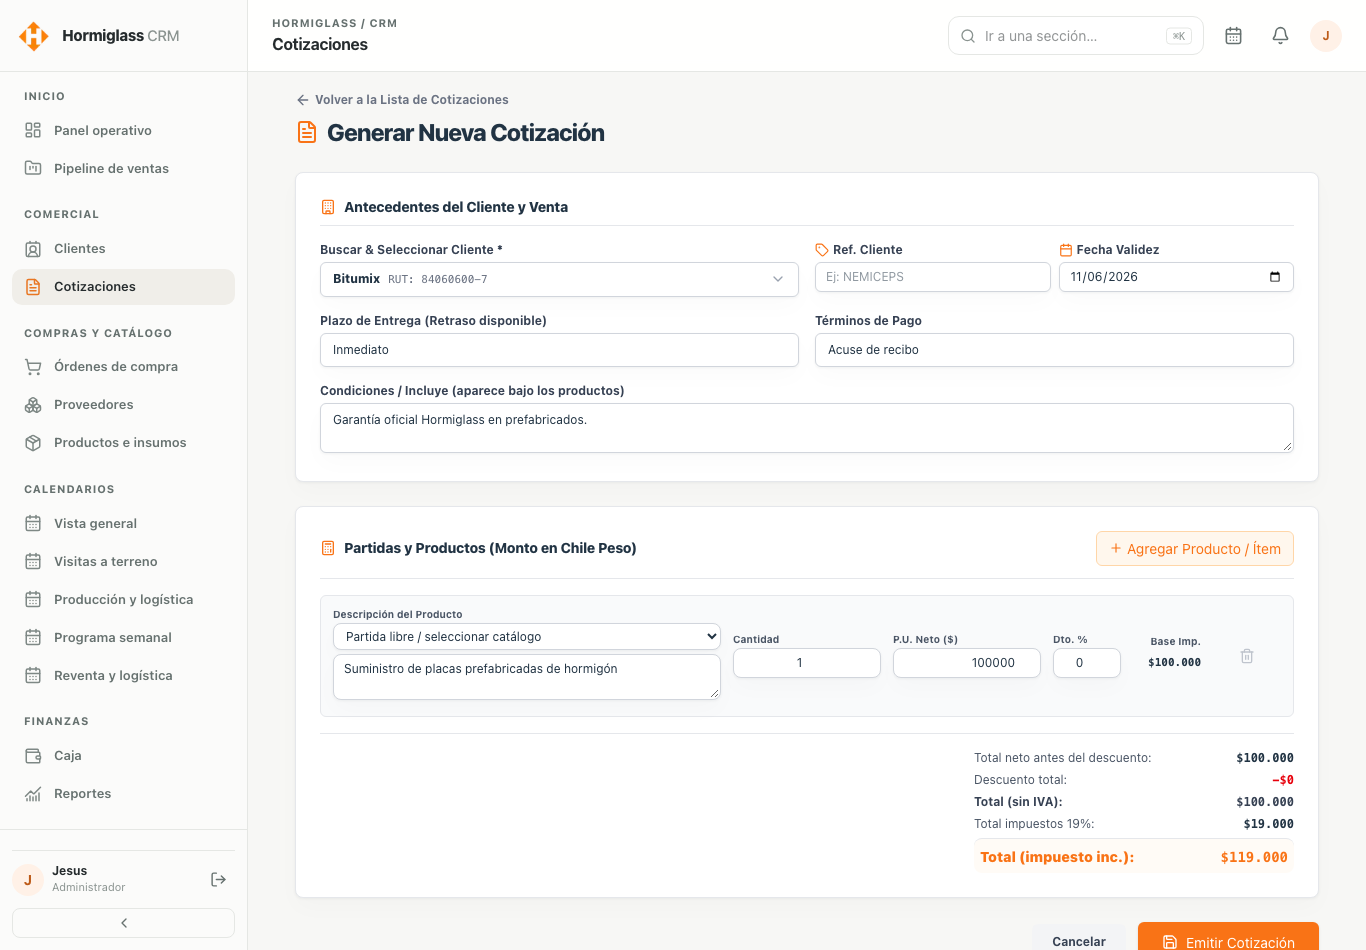 Hormiglass CRM
HORMIGLASS / CRM
Cotizaciones
Ir a una sección...
⌘K
J
INICIO
Panel operativo
Pipeline de ventas
COMERCIAL
Clientes
Cotizaciones
COMPRAS Y CATÁLOGO
Órdenes de compra
Proveedores
Productos e insumos
CALENDARIOS
Vista general
Visitas a terreno
Producción y logística
Programa semanal
Reventa y logística
FINANZAS
Caja
Reportes
J
Jesus
Administrador
Volver a la Lista de Cotizaciones
Generar Nueva Cotización
Antecedentes del Cliente y Venta
Buscar & Seleccionar Cliente *
Bitumix RUT: 84060600-7
Ref. Cliente
Ej: NEMICEPS
Fecha Validez
11/06/2026
Plazo de Entrega (Retraso disponible)
Inmediato
Términos de Pago
Acuse de recibo
Condiciones / Incluye (aparece bajo los productos)
Garantía oficial Hormiglass en prefabricados.
Partidas y Productos (Monto en Chile Peso)
+ Agregar Producto / Ítem
Descripción del Producto
Partida libre / seleccionar catálogo
Suministro de placas prefabricadas de hormigón
Cantidad
1
P.U. Neto ($)
100000
Dto. %
0
Base Imp.
$100.000
Total neto antes del descuento: $100.000
Descuento total: -$0
Total (sin IVA): $100.000
Total impuestos 19%: $19.000
Total (impuesto inc.): $119.000
Cancelar
Emitir Cotización